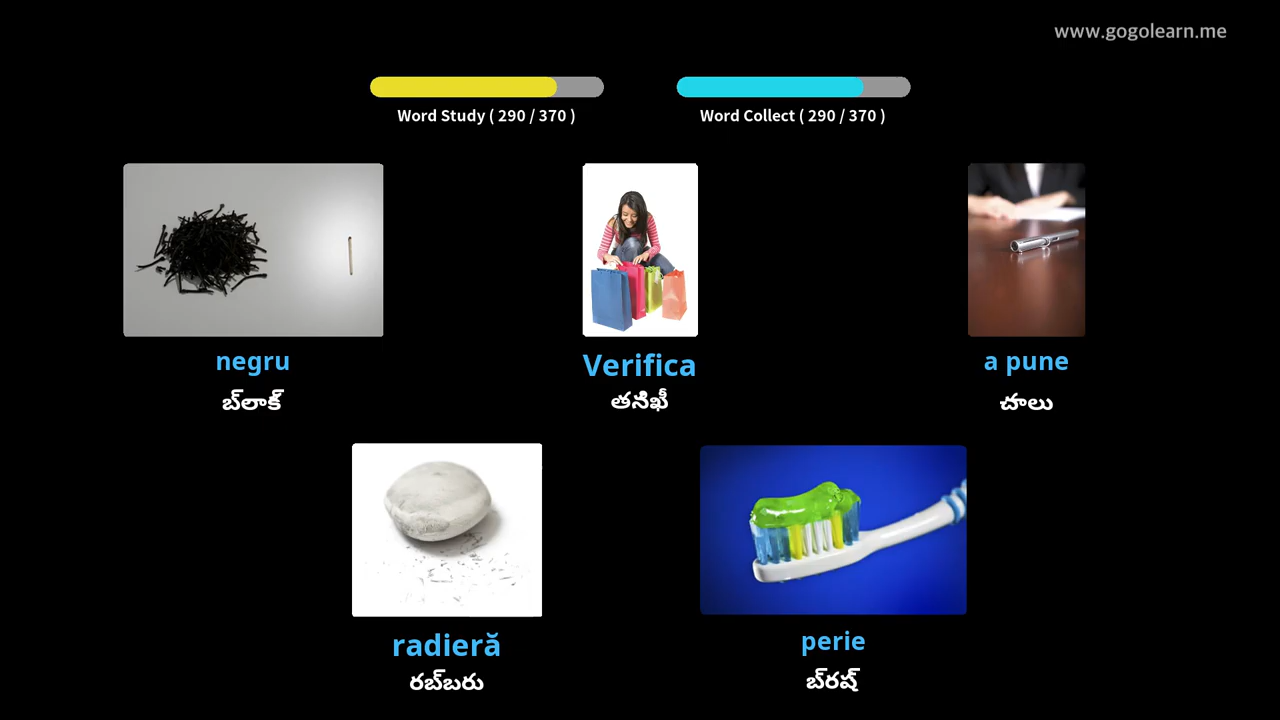 www.gogolearn.me
Word Study ( 290 / 370 )
Word Collect ( 290 / 370 )
negru
Verifica
a pune
బ్‌లాక్
తనిఖీ
చాలు
radieră
perie
రబ్‌బరు
బ్‌రష్